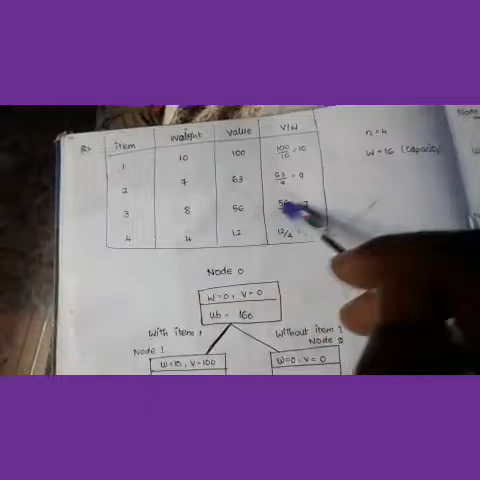 item Weight Value V/W
1 10 100 100/10 = 10
2 7 63 63/7 = 9
3 8 56 7
4 4 12 12/4 =
n = 4
W = 16 (capacity
Node 0
W=0, V=0
Ub = 160
With item 1
Without item 1
Node 1
W=10, V=100
W=0, V=0